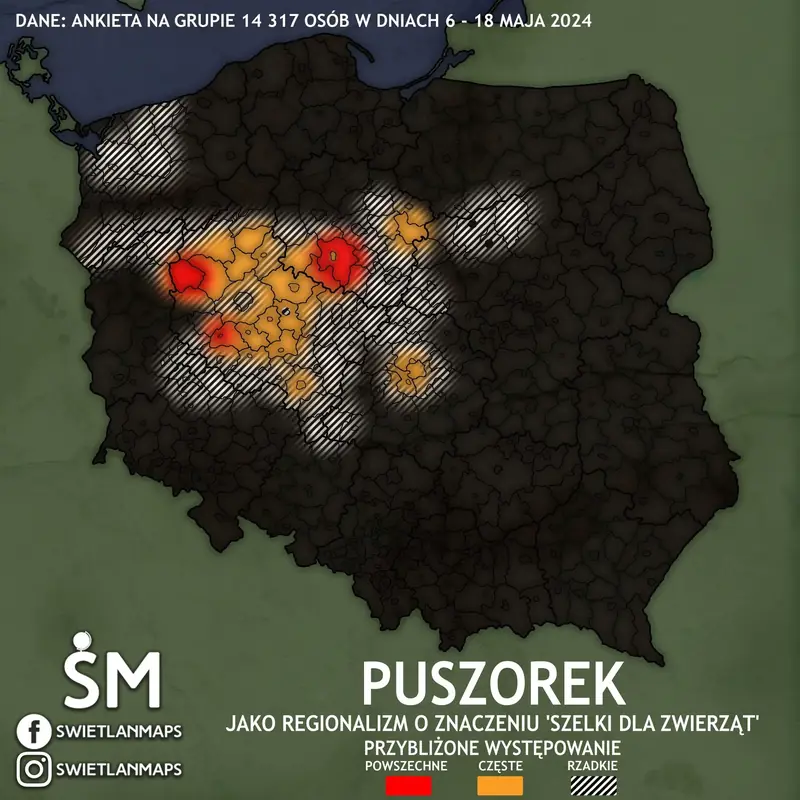 DANE: ANKIETA NA GRUPIE 14 317 OSÓB W DNIACH 6 - 18 MAJA 2024
ŚM
SWIETLANMAPS
SWIETLANMAPS
PUSZOREK
JAKO REGIONALIZM O ZNACZENIU 'SZELKI DLA ZWIERZĄT'
PRZYBLIŻONE WYSTĘPOWANIE
POWSZECHNE CZĘSTE RZADKIE